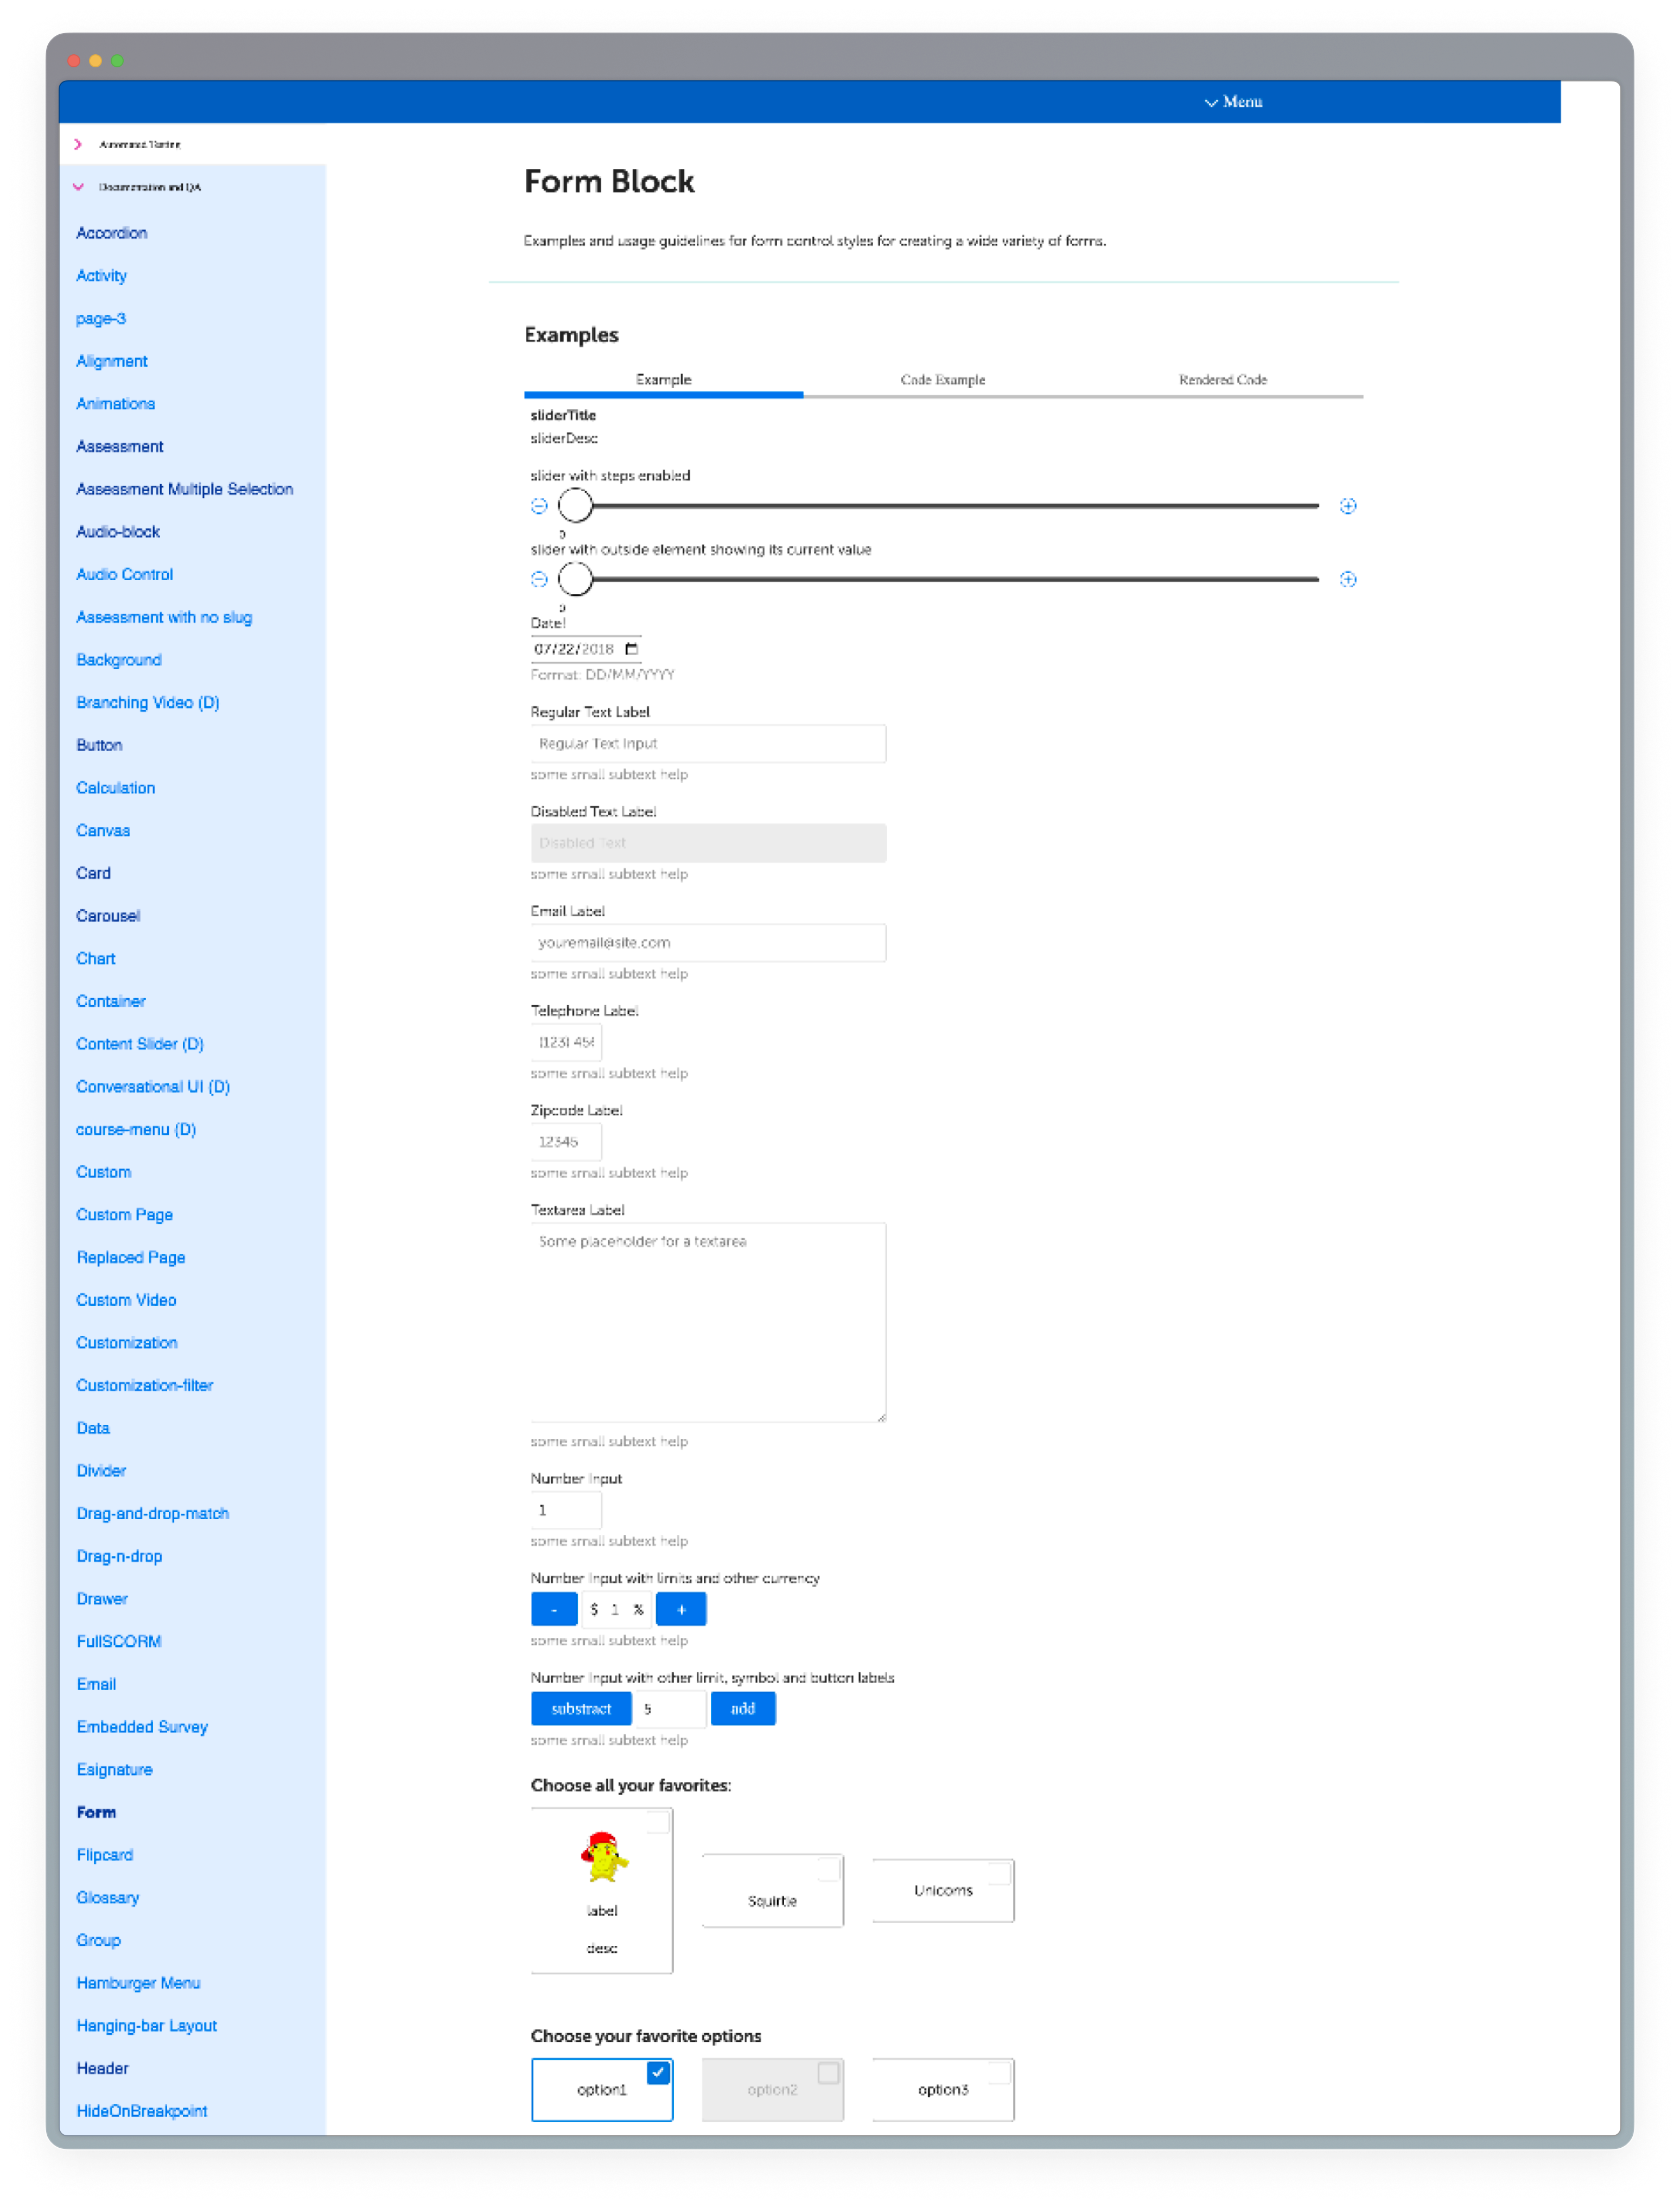 Menu
Automated Testing
Documentation and QA
Accordion
Activity
page-3
Alignment
Animations
Assessment
Assessment Multiple Selection
Audio-block
Audio Control
Assessment with no slug
Background
Branching Video (D)
Button
Calculation
Canvas
Card
Carousel
Chart
Container
Content Slider (D)
Conversational UI (D)
course-menu (D)
Custom
Custom Page
Replaced Page
Custom Video
Customization
Customization-filter
Data
Divider
Drag-and-drop-match
Drag-n-drop
Drawer
FullSCORM
Email
Embedded Survey
Esignature
Form
Flipcard
Glossary
Group
Hamburger Menu
Hanging-bar Layout
Header
HideOnBreakpoint
Form Block
Examples and usage guidelines for form control styles for creating a wide variety of forms.
Examples
Example Code Example Rendered Code
sliderTitle
sliderDesc
slider with steps enabled
0
slider with outside element showing its current value
0
Date!
07/22/2018
Format: DD/MM/YYYY
Regular Text Label
Regular Text Input
some small subtext help
Disabled Text Label
Disabled Text
some small subtext help
Email Label
youremail@site.com
some small subtext help
Telephone Label
(123) 456
some small subtext help
Zipcode Label
12345
some small subtext help
Textarea Label
Some placeholder for a textarea
some small subtext help
Number Input
1
some small subtext help
Number Input with limits and other currency
- $ 1 % +
some small subtext help
Number Input with other limit, symbol and button labels
substract 5 add
some small subtext help
Choose all your favorites:
label
desc
Squirtle
Unicorns
Choose your favorite options
option1 option2 option3